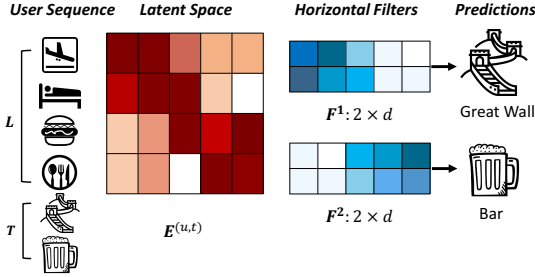 User Sequence Latent Space Horizontal Filters Predictions
L
T
E^(u,t)
F^1: 2 × d
F^2: 2 × d
Great Wall
Bar